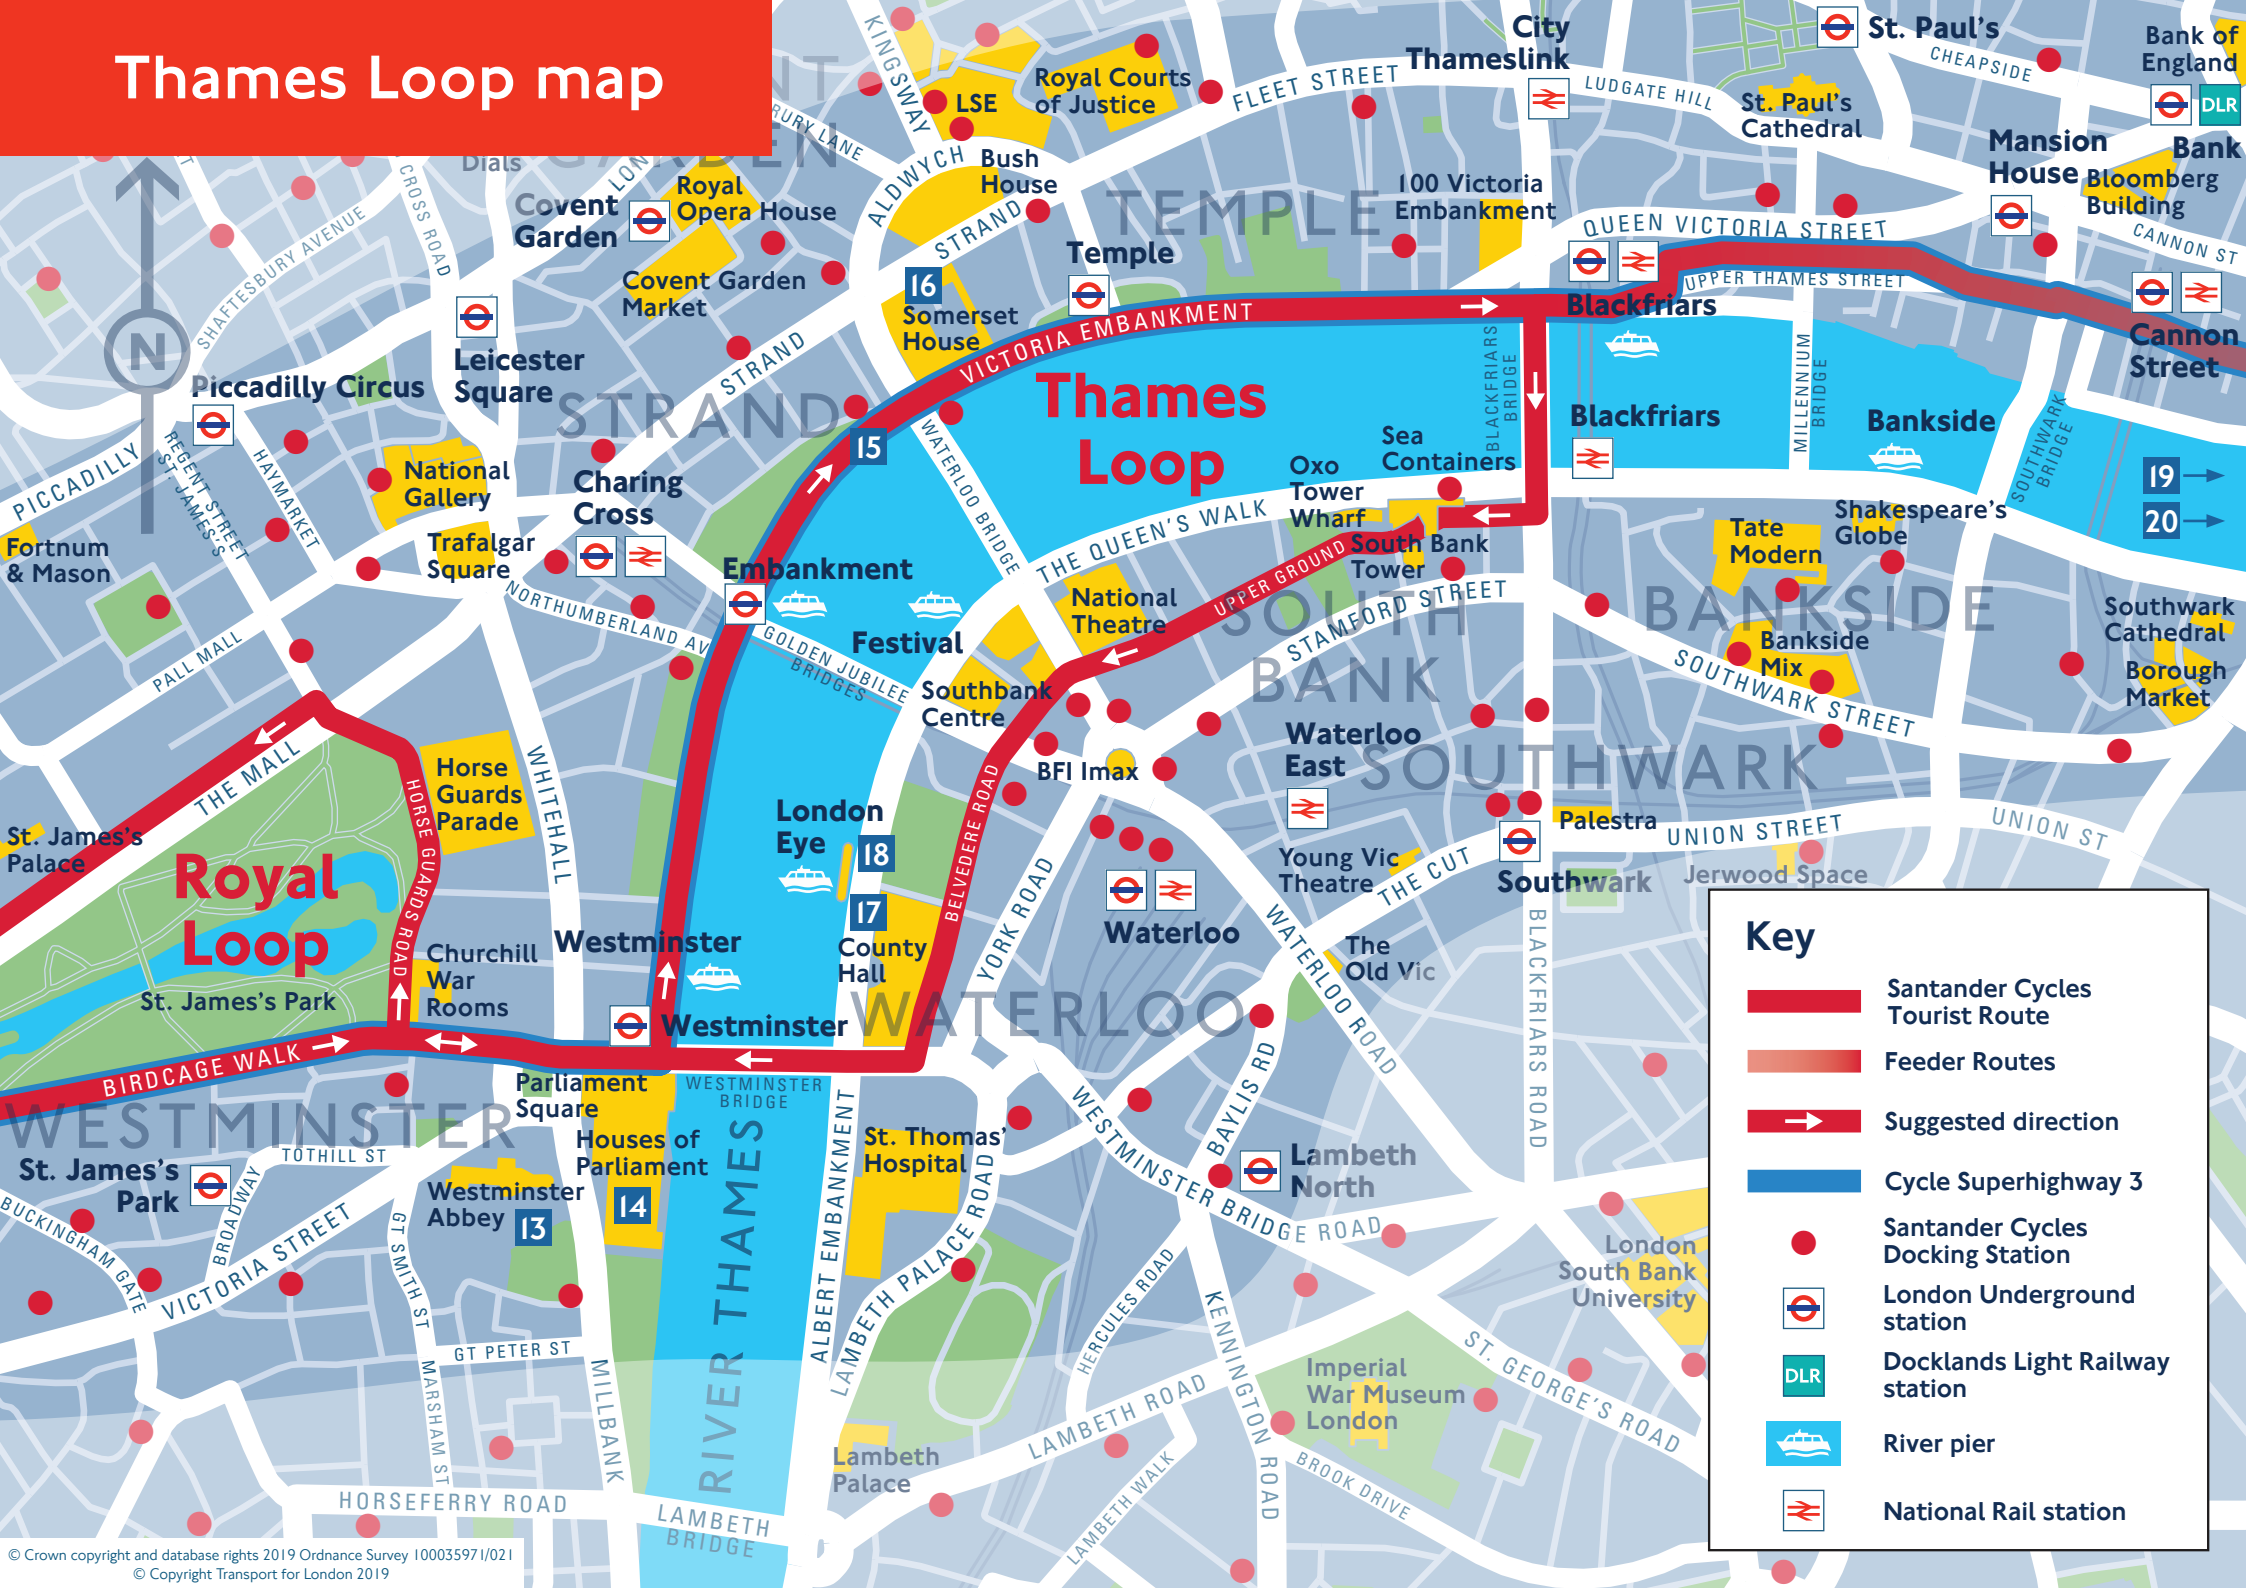 Thames Loop map
KINGSWAY
LSE
Royal Courts
of Justice
FLEET STREET
City
Thameslink
LUDGATE HILL
St. Paul's
CHEAPSIDE
Bank of
England
DLR
Bank
St. Paul's
Cathedral
Mansion
House
Bloomberg
Building
CANNON ST
BURY LANE
ALDWYCH
Bush
House
STRAND
TEMPLE
Temple
100 Victoria
Embankment
QUEEN VICTORIA STREET
UPPER THAMES STREET
Blackfriars
Cannon
Street
Dials
CROSS ROAD
Covent
Garden
Royal
Opera House
Covent Garden
Market
16
Somerset
House
SHAFTESBURY AVENUE
N
Leicester
Square
Piccadilly Circus
STRAND
STRAND
VICTORIA EMBANKMENT
Thames
Loop
BLACKFRIARS
BRIDGE
MILLENNIUM
BRIDGE
Blackfriars
Bankside
SOUTHWARK
BRIDGE
19
20
15
WATERLOO BRIDGE
PICCADILLY
REGENT STREET
ST. JAMES'S
HAYMARKET
National
Gallery
Charing
Cross
Trafalgar
Square
Fortnum
& Mason
Oxo
Tower
Wharf
Sea
Containers
South Bank
Tower
THE QUEEN'S WALK
UPPER GROUND
Tate
Modern
Shakespeare's
Globe
Embankment
Festival
NORTHUMBERLAND AV
GOLDEN JUBILEE
BRIDGES
National
Theatre
SOUTH
BANK
STAMFORD STREET
BANKSIDE
Bankside
Mix
SOUTHWARK STREET
Southwark
Cathedral
Borough
Market
PALL MALL
Southbank
Centre
THE MALL
Horse
Guards
Parade
HORSE GUARDS ROAD
WHITEHALL
BFI Imax
Waterloo
East
SOUTHWARK
Palestra
UNION STREET
UNION ST
Jerwood Space
St. James's
Palace
Royal
Loop
St. James's Park
London
Eye
18
17
County
Hall
BELVEDERE ROAD
YORK ROAD
Waterloo
Young Vic
Theatre
THE CUT
Southwark
The
Old Vic
BLACKFRIARS ROAD
Churchill
War
Rooms
Westminster
Westminster
WATERLOO
WATERLOO ROAD
BIRDCAGE WALK
WESTMINSTER
Parliament
Square
WESTMINSTER
BRIDGE
Houses of
Parliament
14
Westminster
Abbey
13
St. James's
Park
TOTHILL ST
BROADWAY
BUCKINGHAM GATE
VICTORIA STREET
GT SMITH ST
GT PETER ST
MARSHAM ST
MILLBANK
HORSEFERRY ROAD
RIVER THAMES
LAMBETH
BRIDGE
ALBERT EMBANKMENT
St. Thomas'
Hospital
LAMBETH PALACE ROAD
WESTMINSTER BRIDGE ROAD
BAYLIS RD
Lambeth
North
HERCULES ROAD
KENNINGTON ROAD
Lambeth
Palace
LAMBETH ROAD
LAMBETH WALK
BROOK DRIVE
Imperial
War Museum
London
ST. GEORGE'S ROAD
London
South Bank
University
Key
Santander Cycles
Tourist Route
Feeder Routes
Suggested direction
Cycle Superhighway 3
Santander Cycles
Docking Station
London Underground
station
DLR
Docklands Light Railway
station
River pier
National Rail station
© Crown copyright and database rights 2019 Ordnance Survey 100035971/021
© Copyright Transport for London 2019